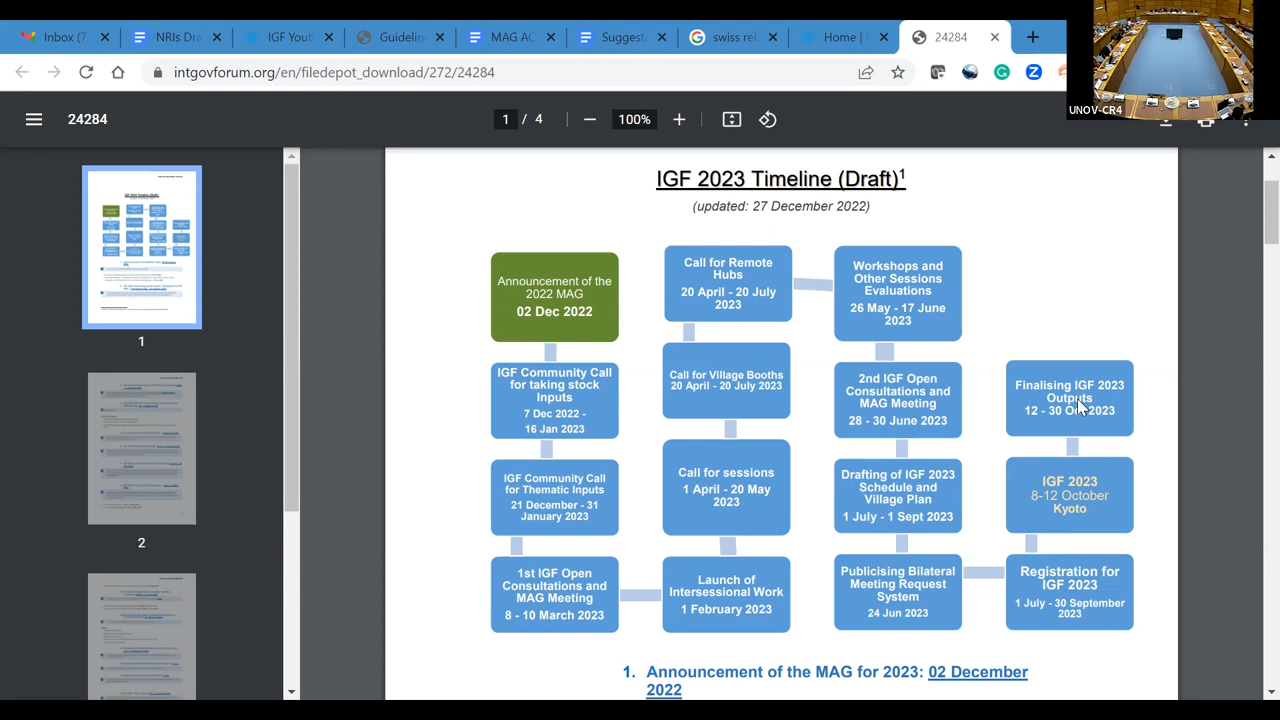 Inbox (7,
NRIs Dra
IGF Youti
Guidelin
MAG AC
Suggest
swiss rel
Home |
24284
intgovforum.org/en/filedepot_download/272/24284
UNOV-CR4
24284
1 / 4
100%
IGF 2023 Timeline (Draft)1
(updated: 27 December 2022)
Announcement of the
2022 MAG
02 Dec 2022
IGF Community Call
for taking stock
Inputs
7 Dec 2022 -
16 Jan 2023
IGF Community Call
for Thematic Inputs
21 December - 31
January 2023
1st IGF Open
Consultations and
MAG Meeting
8 - 10 March 2023
Call for Remote
Hubs
20 April - 20 July
2023
Call for Village Booths
20 April - 20 July 2023
Call for sessions
1 April - 20 May
2023
Launch of
Intersessional Work
1 February 2023
Workshops and
Other Sessions
Evaluations
26 May - 17 June
2023
2nd IGF Open
Consultations and
MAG Meeting
28 - 30 June 2023
Drafting of IGF 2023
Schedule and
Village Plan
1 July - 1 Sept 2023
Publicising Bilateral
Meeting Request
System
24 Jun 2023
Finalising IGF 2023
Outputs
12 - 30 Oct 2023
IGF 2023
8-12 October
Kyoto
Registration for
IGF 2023
1 July - 30 September
2023
1. Announcement of the MAG for 2023: 02 December
2022
1
2